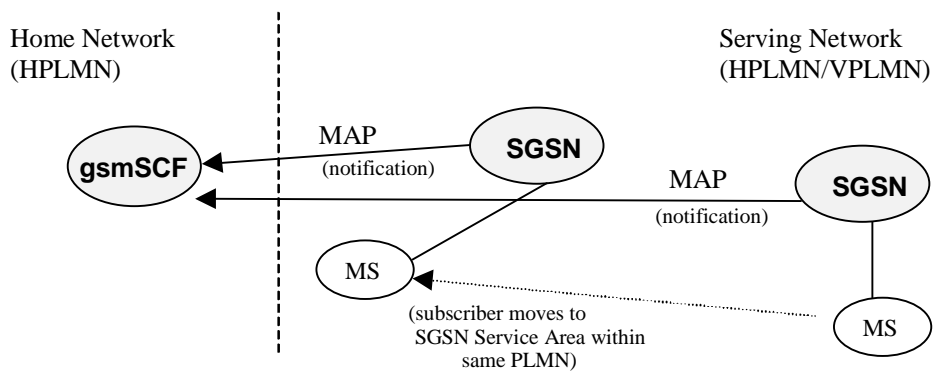 Home Network
(HPLMN)
Serving Network
(HPLMN/VPLMN)
MAP
(notification)
SGSN
gsmSCF
MAP
(notification)
SGSN
MS
(subscriber moves to
SGSN Service Area within
same PLMN)
MS